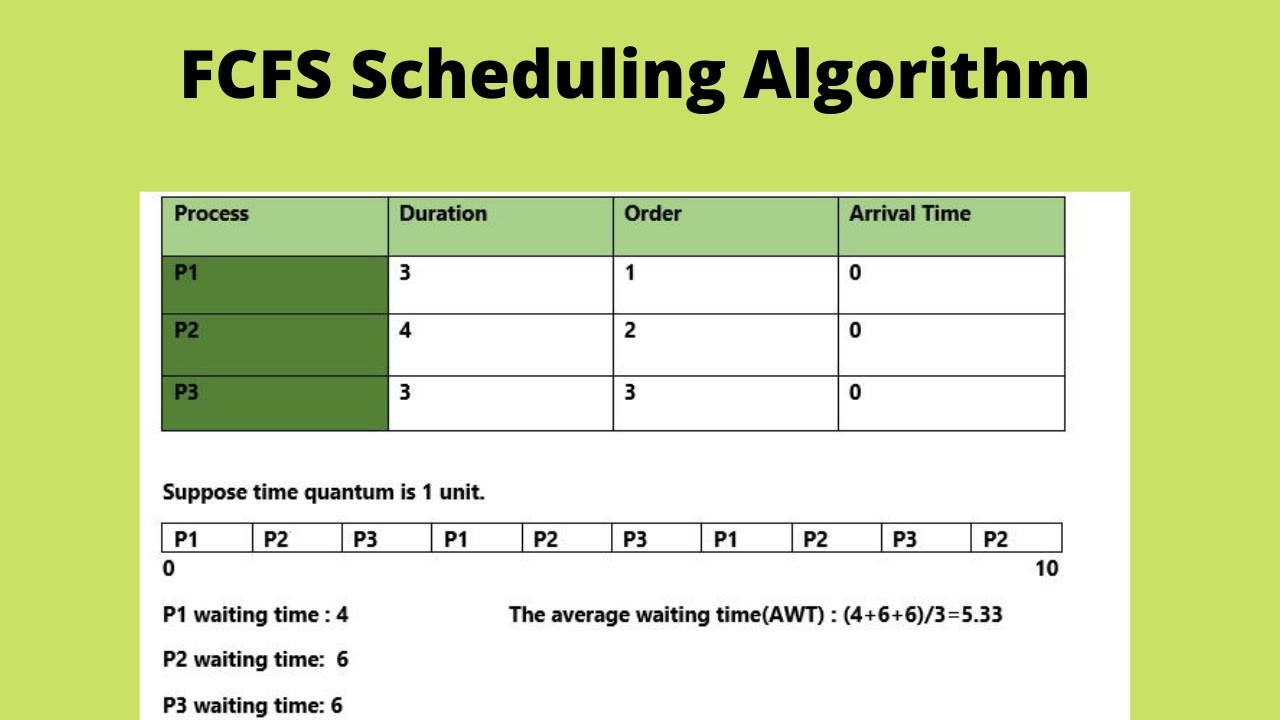 FCFS Scheduling Algorithm
Process Duration Order Arrival Time
P1 3 1 0
P2 4 2 0
P3 3 3 0
Suppose time quantum is 1 unit.
P1 P2 P3 P1 P2 P3 P1 P2 P3 P2
0 10
P1 waiting time : 4 The average waiting time(AWT) : (4+6+6)/3=5.33
P2 waiting time: 6
P3 waiting time: 6